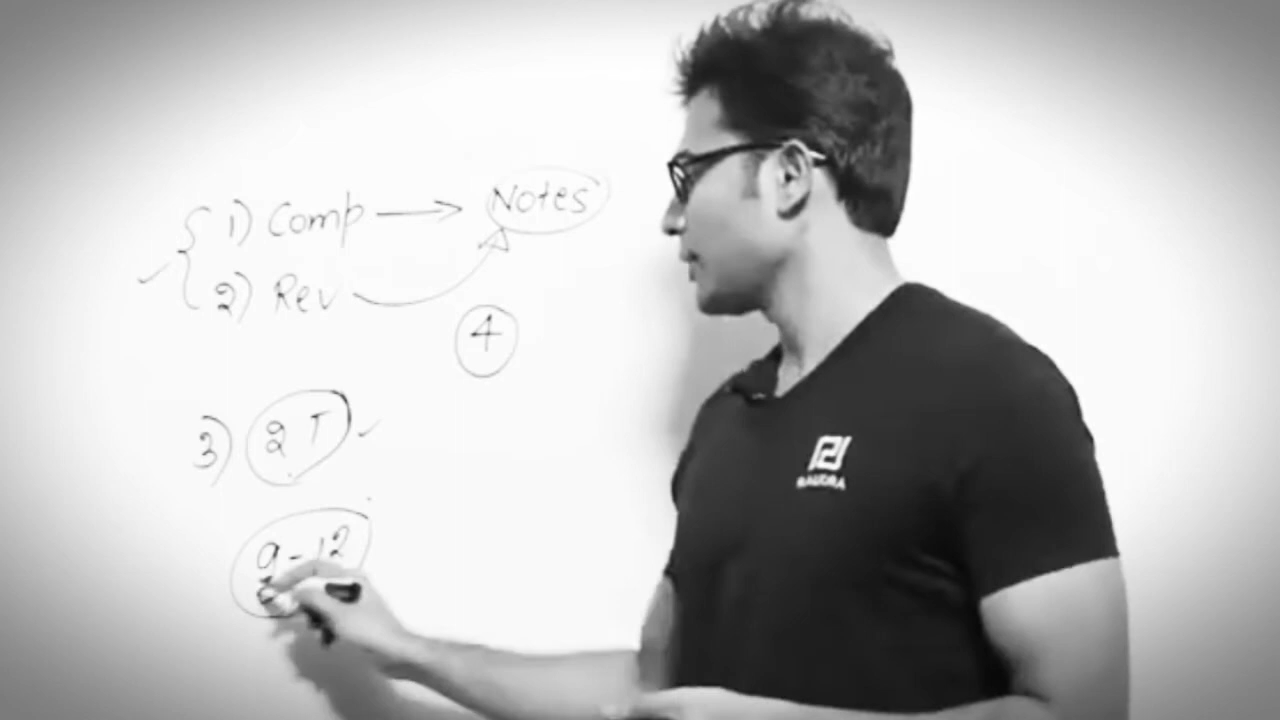 1) Comp → Notes
2) Rev
4
3) 2 T
9-12